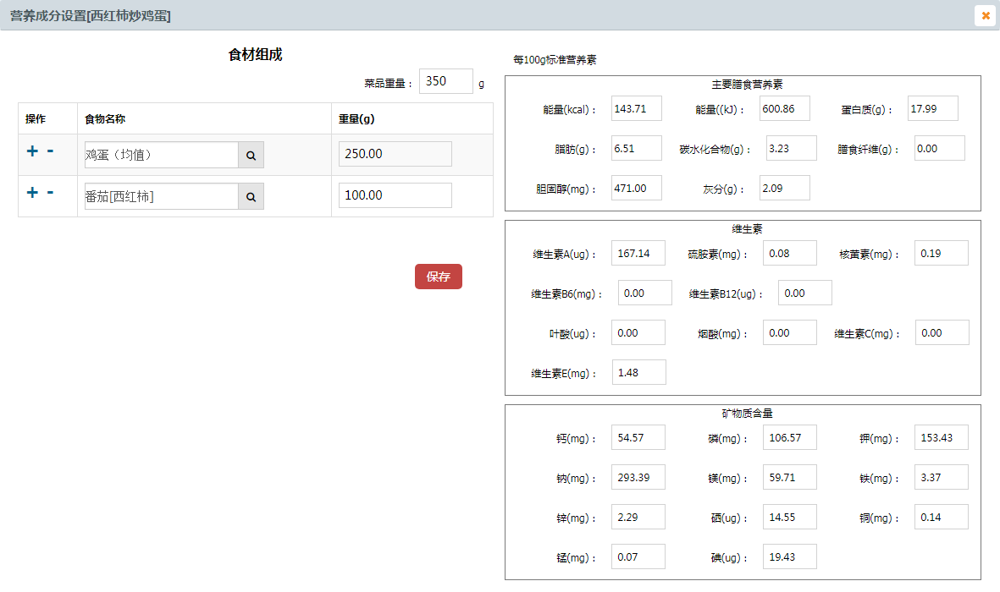 营养成分设置[西红柿炒鸡蛋]
食材组成
菜品重量： 350 g
操作 食物名称 重量(g)
+ - 鸡蛋（均值） 250.00
+ - 番茄[西红柿] 100.00
保存
每100g标准营养素
主要膳食营养素
能量(kcal)： 143.71 能量((kJ)： 600.86 蛋白质(g)： 17.99
脂肪(g)： 6.51 碳水化合物(g)： 3.23 膳食纤维(g)： 0.00
胆固醇(mg)： 471.00 灰分(g)： 2.09
维生素
维生素A(ug)： 167.14 硫胺素(mg)： 0.08 核黄素(mg)： 0.19
维生素B6(mg)： 0.00 维生素B12(ug)： 0.00
叶酸(ug)： 0.00 烟酸(mg)： 0.00 维生素C(mg)： 0.00
维生素E(mg)： 1.48
矿物质含量
钙(mg)： 54.57 磷(mg)： 106.57 钾(mg)： 153.43
钠(mg)： 293.39 镁(mg)： 59.71 铁(mg)： 3.37
锌(mg)： 2.29 硒(ug)： 14.55 铜(mg)： 0.14
锰(mg)： 0.07 碘(ug)： 19.43